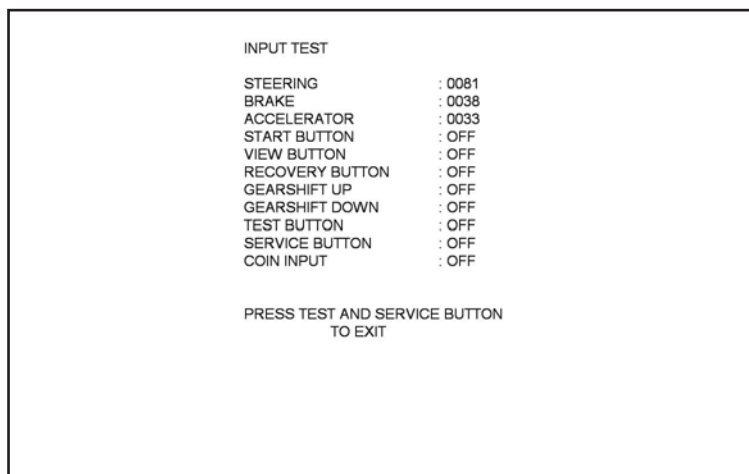 INPUT TEST
STEERING : 0081
BRAKE : 0038
ACCELERATOR : 0033
START BUTTON : OFF
VIEW BUTTON : OFF
RECOVERY BUTTON : OFF
GEARSHIFT UP : OFF
GEARSHIFT DOWN : OFF
TEST BUTTON : OFF
SERVICE BUTTON : OFF
COIN INPUT : OFF
PRESS TEST AND SERVICE BUTTON
TO EXIT